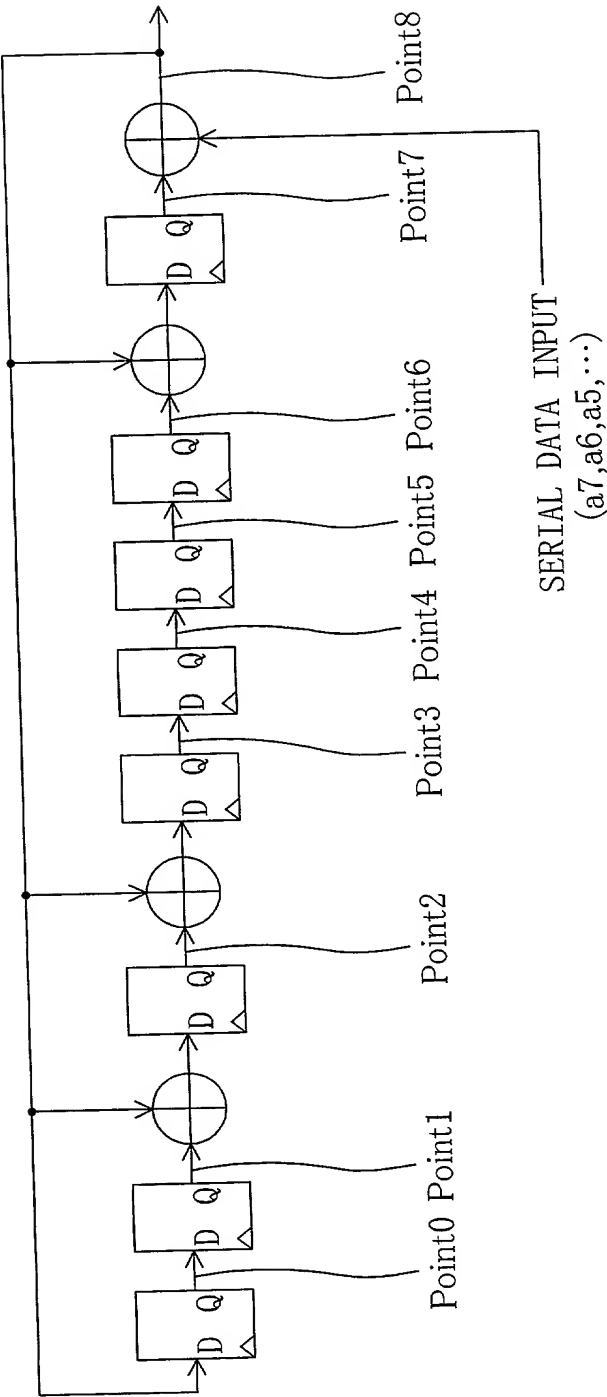 D Q
D Q
D Q
D Q
D Q
D Q
D Q
D Q
Point0 Point1
Point2
Point3 Point4 Point5 Point6
Point7
Point8
SERIAL DATA INPUT
(a7,a6,a5,…)